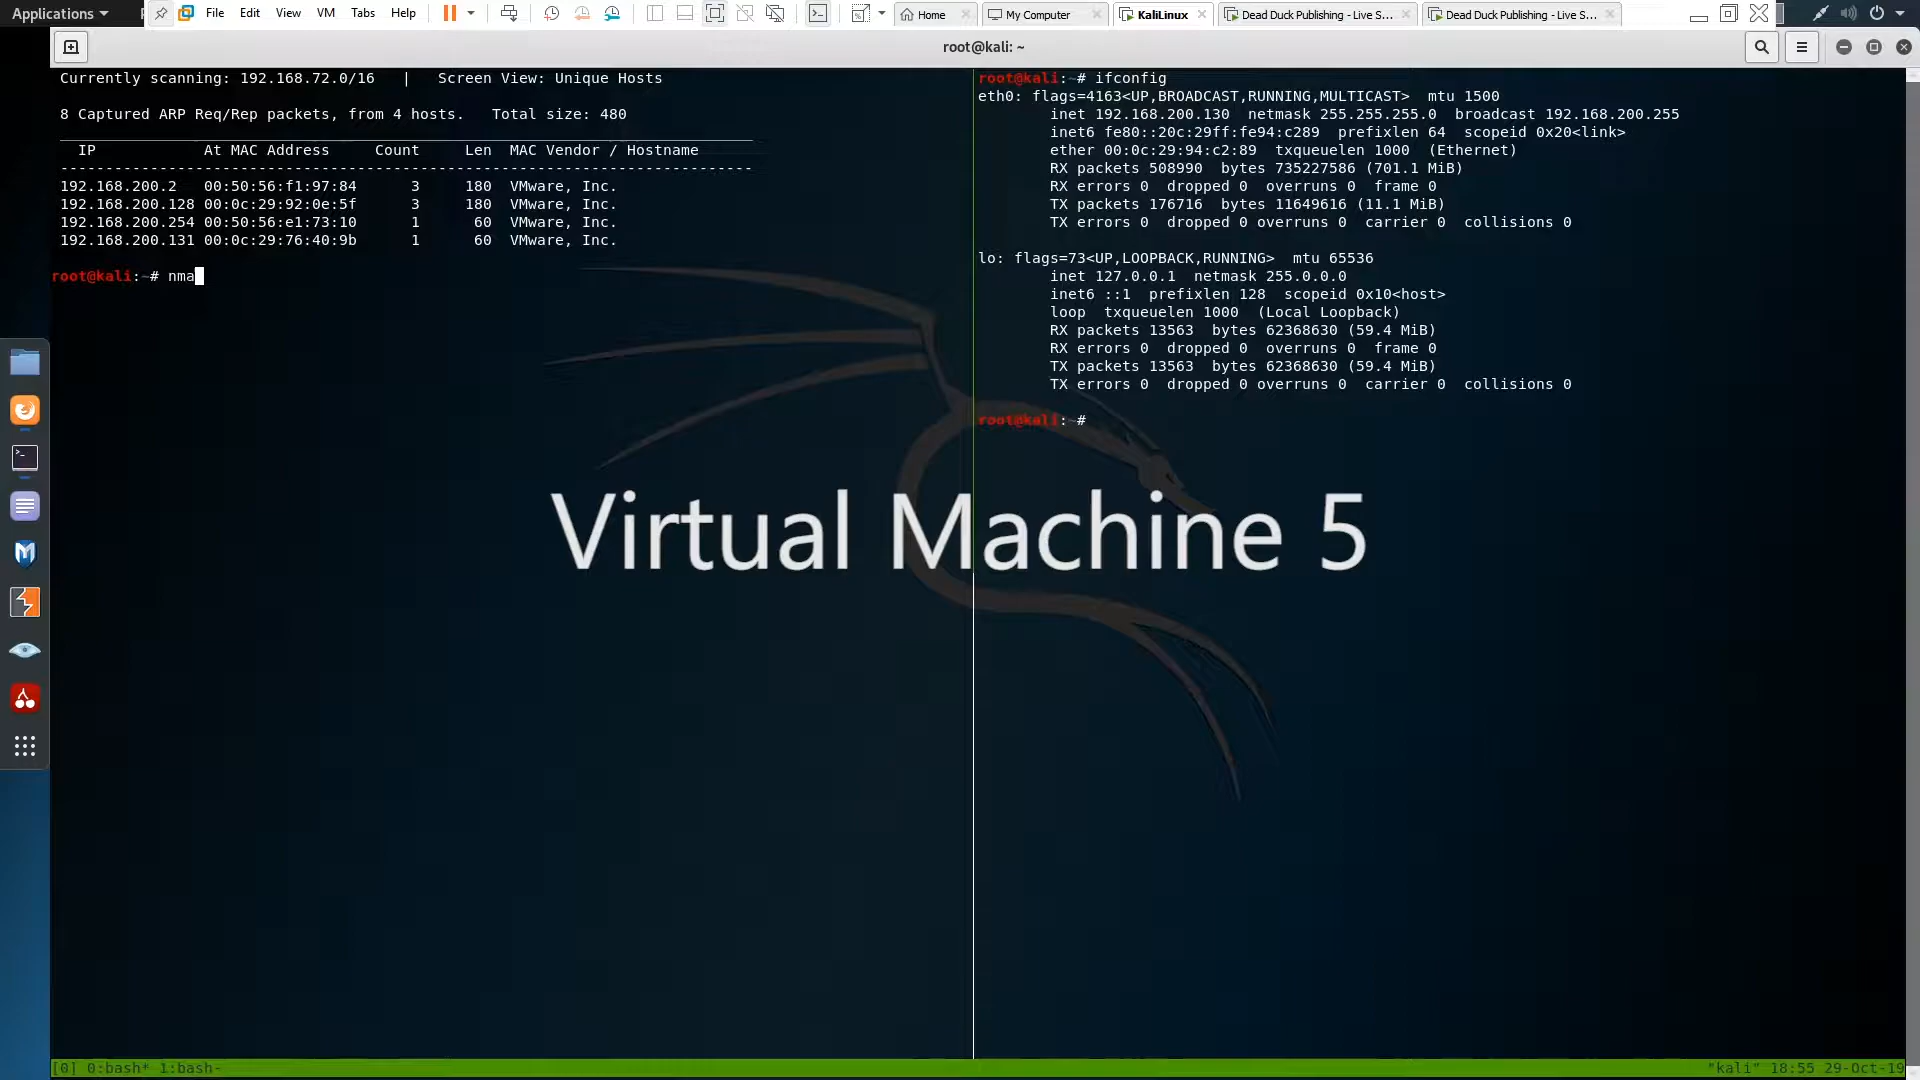 Applications
File Edit View VM Tabs Help
Home
My Computer
KaliLinux
Dead Duck Publishing - Live S...
Dead Duck Publishing - Live S...
root@kali: ~
Currently scanning: 192.168.72.0/16   |   Screen View: Unique Hosts
8 Captured ARP Req/Rep packets, from 4 hosts.   Total size: 480
_____________________________________________________________________________
IP            At MAC Address     Count     Len  MAC Vendor / Hostname
-----------------------------------------------------------------------------
192.168.200.2   00:50:56:f1:97:84      3     180  VMware, Inc.
192.168.200.128 00:0c:29:92:0e:5f      3     180  VMware, Inc.
192.168.200.254 00:50:56:e1:73:10      1      60  VMware, Inc.
192.168.200.131 00:0c:29:76:40:9b      1      60  VMware, Inc.
root@kali:~# nma
root@kali:~# ifconfig
eth0: flags=4163<UP,BROADCAST,RUNNING,MULTICAST>  mtu 1500
inet 192.168.200.130  netmask 255.255.255.0  broadcast 192.168.200.255
inet6 fe80::20c:29ff:fe94:c289  prefixlen 64  scopeid 0x20<link>
ether 00:0c:29:94:c2:89  txqueuelen 1000  (Ethernet)
RX packets 508990  bytes 735227586 (701.1 MiB)
RX errors 0  dropped 0  overruns 0  frame 0
TX packets 176716  bytes 11649616 (11.1 MiB)
TX errors 0  dropped 0 overruns 0  carrier 0  collisions 0
lo: flags=73<UP,LOOPBACK,RUNNING>  mtu 65536
inet 127.0.0.1  netmask 255.0.0.0
inet6 ::1  prefixlen 128  scopeid 0x10<host>
loop  txqueuelen 1000  (Local Loopback)
RX packets 13563  bytes 62368630 (59.4 MiB)
RX errors 0  dropped 0  overruns 0  frame 0
TX packets 13563  bytes 62368630 (59.4 MiB)
TX errors 0  dropped 0 overruns 0  carrier 0  collisions 0
root@kali:~#
Virtual Machine 5
[0] 0:bash* 1:bash-
"kali" 18:55 29-Oct-19